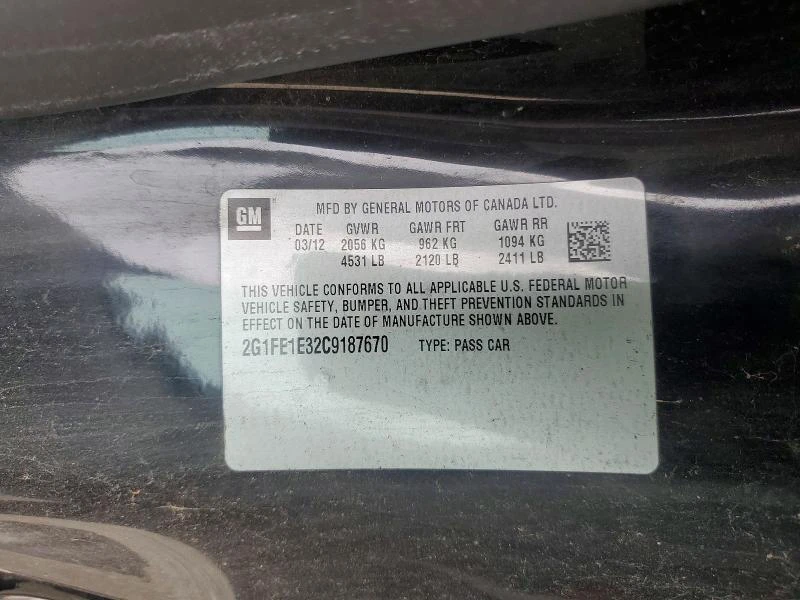 GM
MFD BY GENERAL MOTORS OF CANADA LTD.
DATE GVWR GAWR FRT GAWR RR
03/12 2056 KG 962 KG 1094 KG
4531 LB 2120 LB 2411 LB
THIS VEHICLE CONFORMS TO ALL APPLICABLE U.S. FEDERAL MOTOR
VEHICLE SAFETY, BUMPER, AND THEFT PREVENTION STANDARDS IN
EFFECT ON THE DATE OF MANUFACTURE SHOWN ABOVE.
2G1FE1E32C9187670 TYPE: PASS CAR